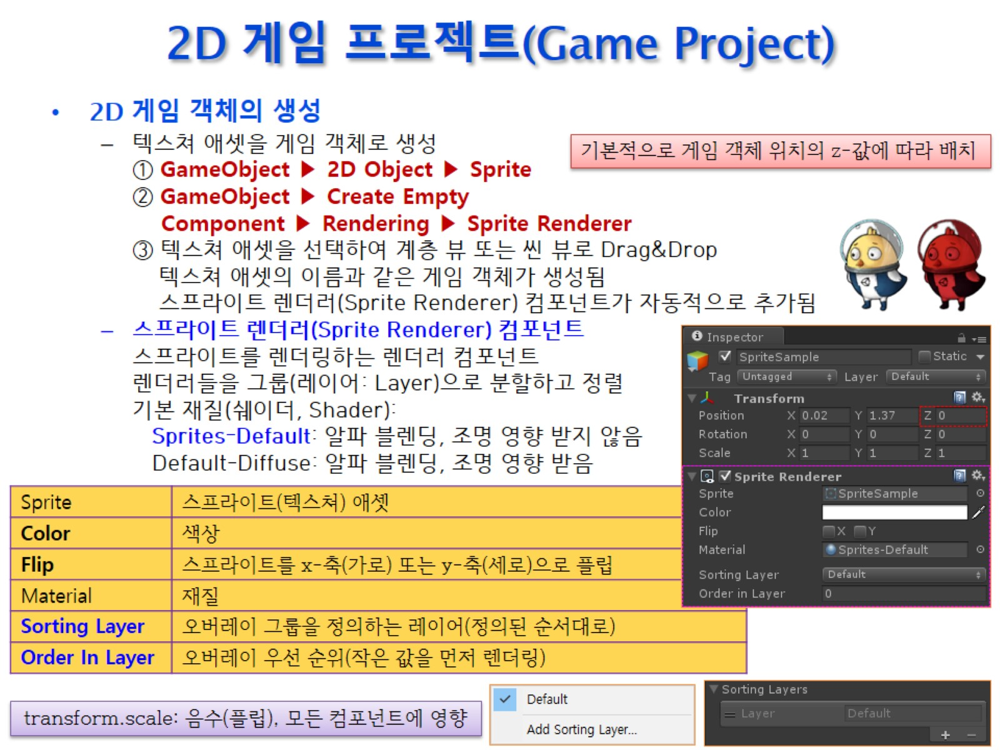 2D 게임 프로젝트(Game Project)
• 2D 게임 객체의 생성
– 텍스쳐 애셋을 게임 객체로 생성
기본적으로 게임 객체 위치의 z-값에 따라 배치
① GameObject ▶ 2D Object ▶ Sprite
② GameObject ▶ Create Empty
Component ▶ Rendering ▶ Sprite Renderer
③ 텍스쳐 애셋을 선택하여 계층 뷰 또는 씬 뷰로 Drag&Drop
텍스쳐 애셋의 이름과 같은 게임 객체가 생성됨
스프라이트 렌더러(Sprite Renderer) 컴포넌트가 자동적으로 추가됨
– 스프라이트 렌더러(Sprite Renderer) 컴포넌트
스프라이트를 렌더링하는 렌더러 컴포넌트
렌더러들을 그룹(레이어: Layer)으로 분할하고 정렬
기본 재질(쉐이더, Shader):
Sprites-Default: 알파 블렌딩, 조명 영향 받지 않음
Default-Diffuse: 알파 블렌딩, 조명 영향 받음
Inspector
SpriteSample Static
Tag Untagged Layer Default
Transform
Position X 0.02 Y 1.37 Z 0
Rotation X 0 Y 0 Z 0
Scale X 1 Y 1 Z 1
Sprite Renderer
Sprite SpriteSample
Color
Flip X Y
Material Sprites-Default
Sorting Layer Default
Order in Layer 0
Sprite 스프라이트(텍스쳐) 애셋
Color 색상
Flip 스프라이트를 x-축(가로) 또는 y-축(세로)으로 플립
Material 재질
Sorting Layer 오버레이 그룹을 정의하는 레이어(정의된 순서대로)
Order In Layer 오버레이 우선 순위(작은 값을 먼저 렌더링)
transform.scale: 음수(플립), 모든 컴포넌트에 영향
Default
Add Sorting Layer...
Sorting Layers
Layer Default
+ −